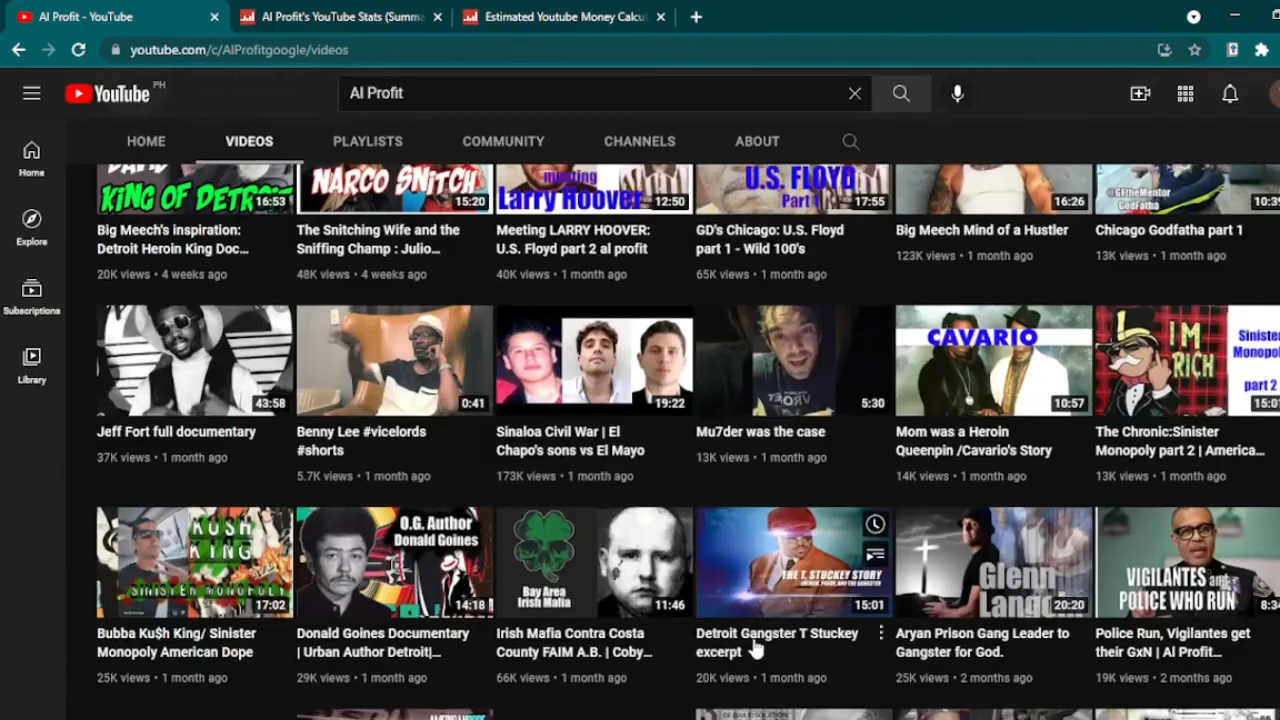 AI Profit - YouTube
AI Profit's YouTube Stats (Summa
Estimated Youtube Money Calcu
youtube.com/c/AIProfitgoogle/videos
YouTube PH
Al Profit
HOME VIDEOS PLAYLISTS COMMUNITY CHANNELS ABOUT
Home
Explore
Subscriptions
Library
DAVID
KING OF DETR
16:53
NARCO SNITCH
15:20
meeting
Larry Hoover
12:50
U.S. FLOYD
Part 1
17:55
16:26
@GFtheMentor
GodFatha
10:39
Big Meech's inspiration:
Detroit Heroin King Doc...
20K views • 4 weeks ago
The Snitching Wife and the
Sniffing Champ : Julio...
48K views • 4 weeks ago
Meeting LARRY HOOVER:
U.S. Floyd part 2 al profit
40K views • 1 month ago
GD's Chicago: U.S. Floyd
part 1 - Wild 100's
65K views • 1 month ago
Big Meech Mind of a Hustler
123K views • 1 month ago
Chicago Godfatha part 1
13K views • 1 month ago
43:58
0:41
19:22
5:30
CAVARIO
10:57
I'M
RICH
Sinister
Monopol
part 2
15:01
Jeff Fort full documentary
37K views • 1 month ago
Benny Lee #vicelords
#shorts
5.7K views • 1 month ago
Sinaloa Civil War | El
Chapo's sons vs El Mayo
173K views • 1 month ago
Mu7der was the case
13K views • 1 month ago
Mom was a Heroin
Queenpin /Cavario's Story
14K views • 1 month ago
The Chronic:Sinister
Monopoly part 2 | America...
13K views • 1 month ago
KUSH
KING
SINISTER MONOPOLY
17:02
O.G. Author
Donald Goines
14:18
Bay Area
Irish Mafia
11:46
THE T. STUCKEY STORY
15:01
Glenn
Lango
20:20
VIGILANTES and
POLICE WHO RUN
8:34
Bubba Ku$h King/ Sinister
Monopoly American Dope
25K views • 1 month ago
Donald Goines Documentary
| Urban Author Detroit|...
29K views • 1 month ago
Irish Mafia Contra Costa
County FAIM A.B. | Coby...
66K views • 1 month ago
Detroit Gangster T Stuckey
excerpt
20K views • 1 month ago
Aryan Prison Gang Leader to
Gangster for God.
25K views • 2 months ago
Police Run, Vigilantes get
their GxN | Al Profit...
19K views • 2 months ago